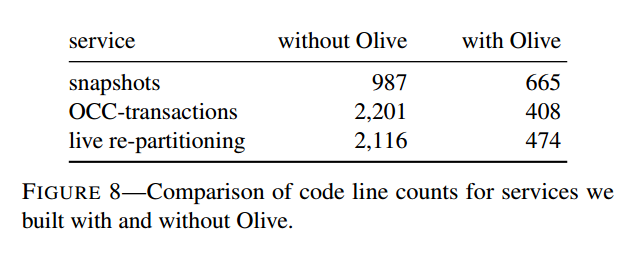 service without Olive with Olive
snapshots 987 665
OCC-transactions 2,201 408
live re-partitioning 2,116 474
FIGURE 8—Comparison of code line counts for services we
built with and without Olive.